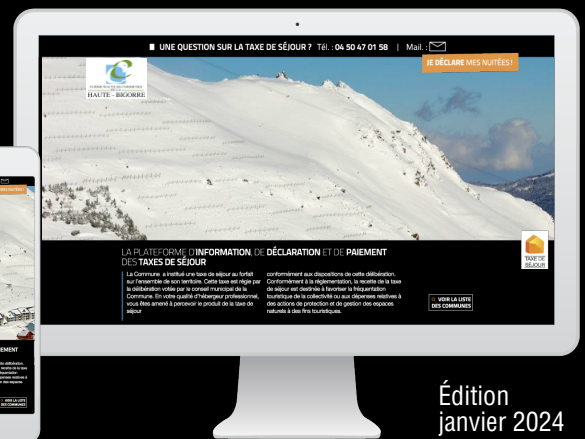 UNE QUESTION SUR LA TAXE DE SÉJOUR ? Tél. : 04 50 47 01 58 | Mail. :
JE DÉCLARE MES NUITÉES !
HAUTE - BIGORRE
LA PLATEFORME D'INFORMATION, DE DÉCLARATION ET DE PAIEMENT
DES TAXES DE SÉJOUR
La Commune a institué une taxe de séjour au forfait
sur l'ensemble de son territoire. Cette taxe est régie par
la délibération votée par le conseil municipal de la
Commune. En votre qualité d'hébergeur professionnel,
vous êtes amené à percevoir le produit de la taxe de
séjour
conformément aux dispositions de cette délibération.
Conformément à la réglementation, la recette de la taxe
de séjour est destinée à favoriser la fréquentation
touristique de la collectivité ou aux dépenses relatives à
des actions de protection et de gestion des espaces
naturels à des fins touristiques.
TAXE DE
SÉJOUR
VOIR LA LISTE
DES COMMUNES
EMENT
VOIR LA LISTE
DES COMMUNES
Édition
janvier 2024